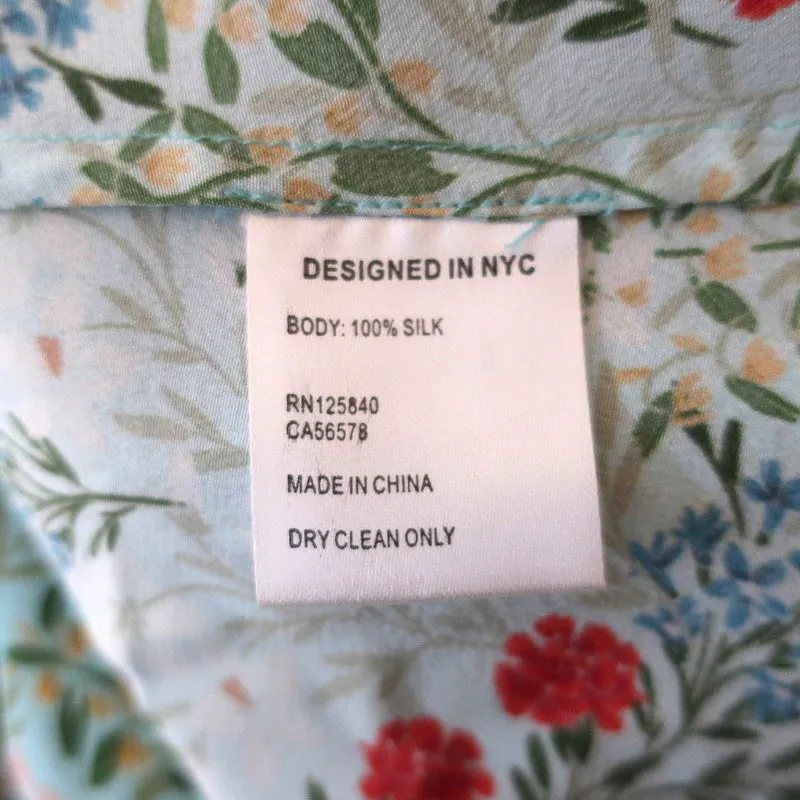 DESIGNED IN NYC
BODY: 100% SILK
RN125840
CA56578
MADE IN CHINA
DRY CLEAN ONLY